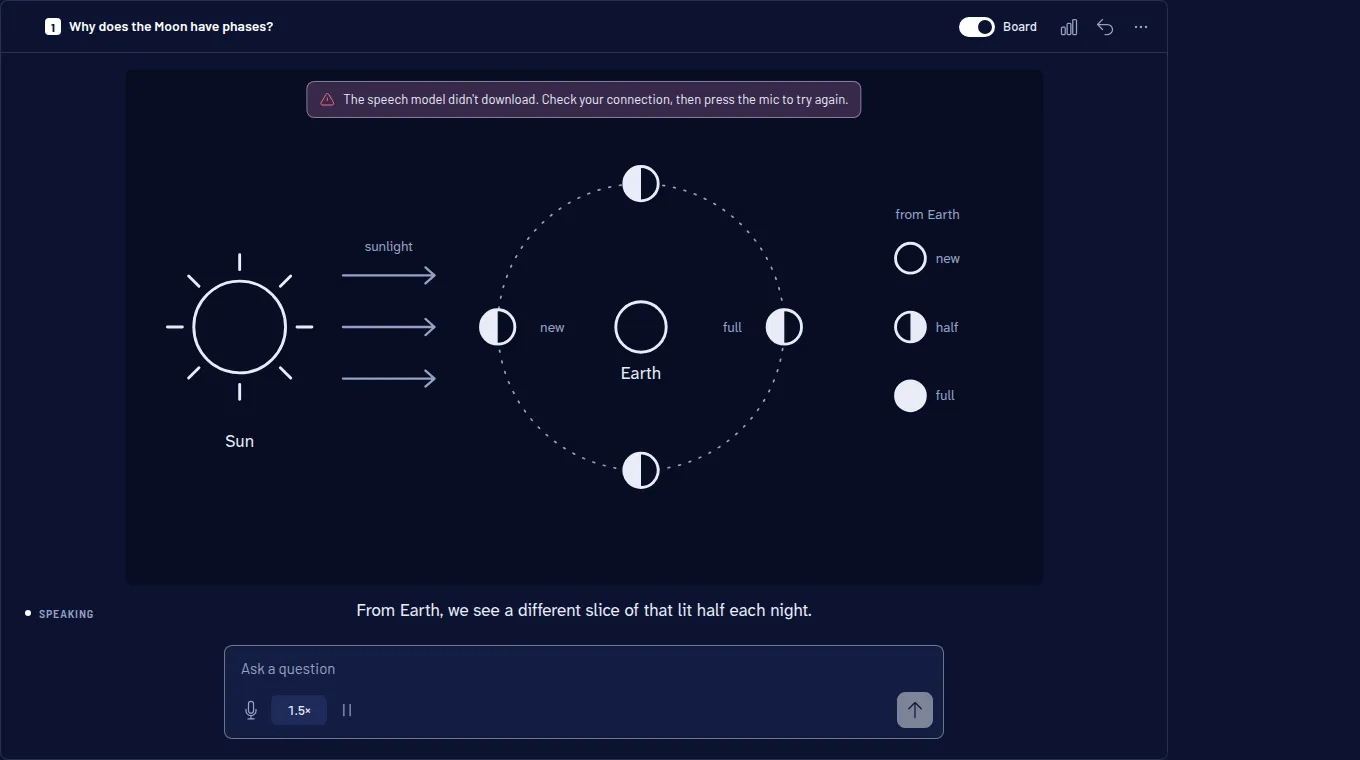 1 Why does the Moon have phases?
Board
The speech model didn't download. Check your connection, then press the mic to try again.
from Earth
sunlight
new
new
full
half
Earth
full
Sun
SPEAKING
From Earth, we see a different slice of that lit half each night.
Ask a question
1.5×